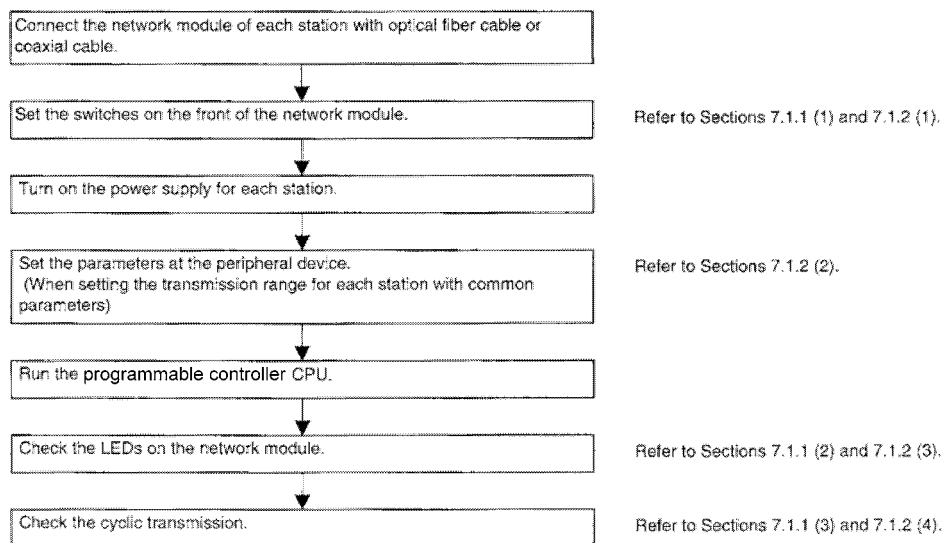 Connect the network module of each station with optical fiber cable or
coaxial cable.
Set the switches on the front of the network module.
Refer to Sections 7.1.1 (1) and 7.1.2 (1).
Turn on the power supply for each station.
Set the parameters at the peripheral device.
(When setting the transmission range for each station with common
parameters)
Refer to Sections 7.1.2 (2).
Run the programmable controller CPU.
Check the LEDs on the network module.
Refer to Sections 7.1.1 (2) and 7.1.2 (3).
Check the cyclic transmission.
Refer to Sections 7.1.1 (3) and 7.1.2 (4).